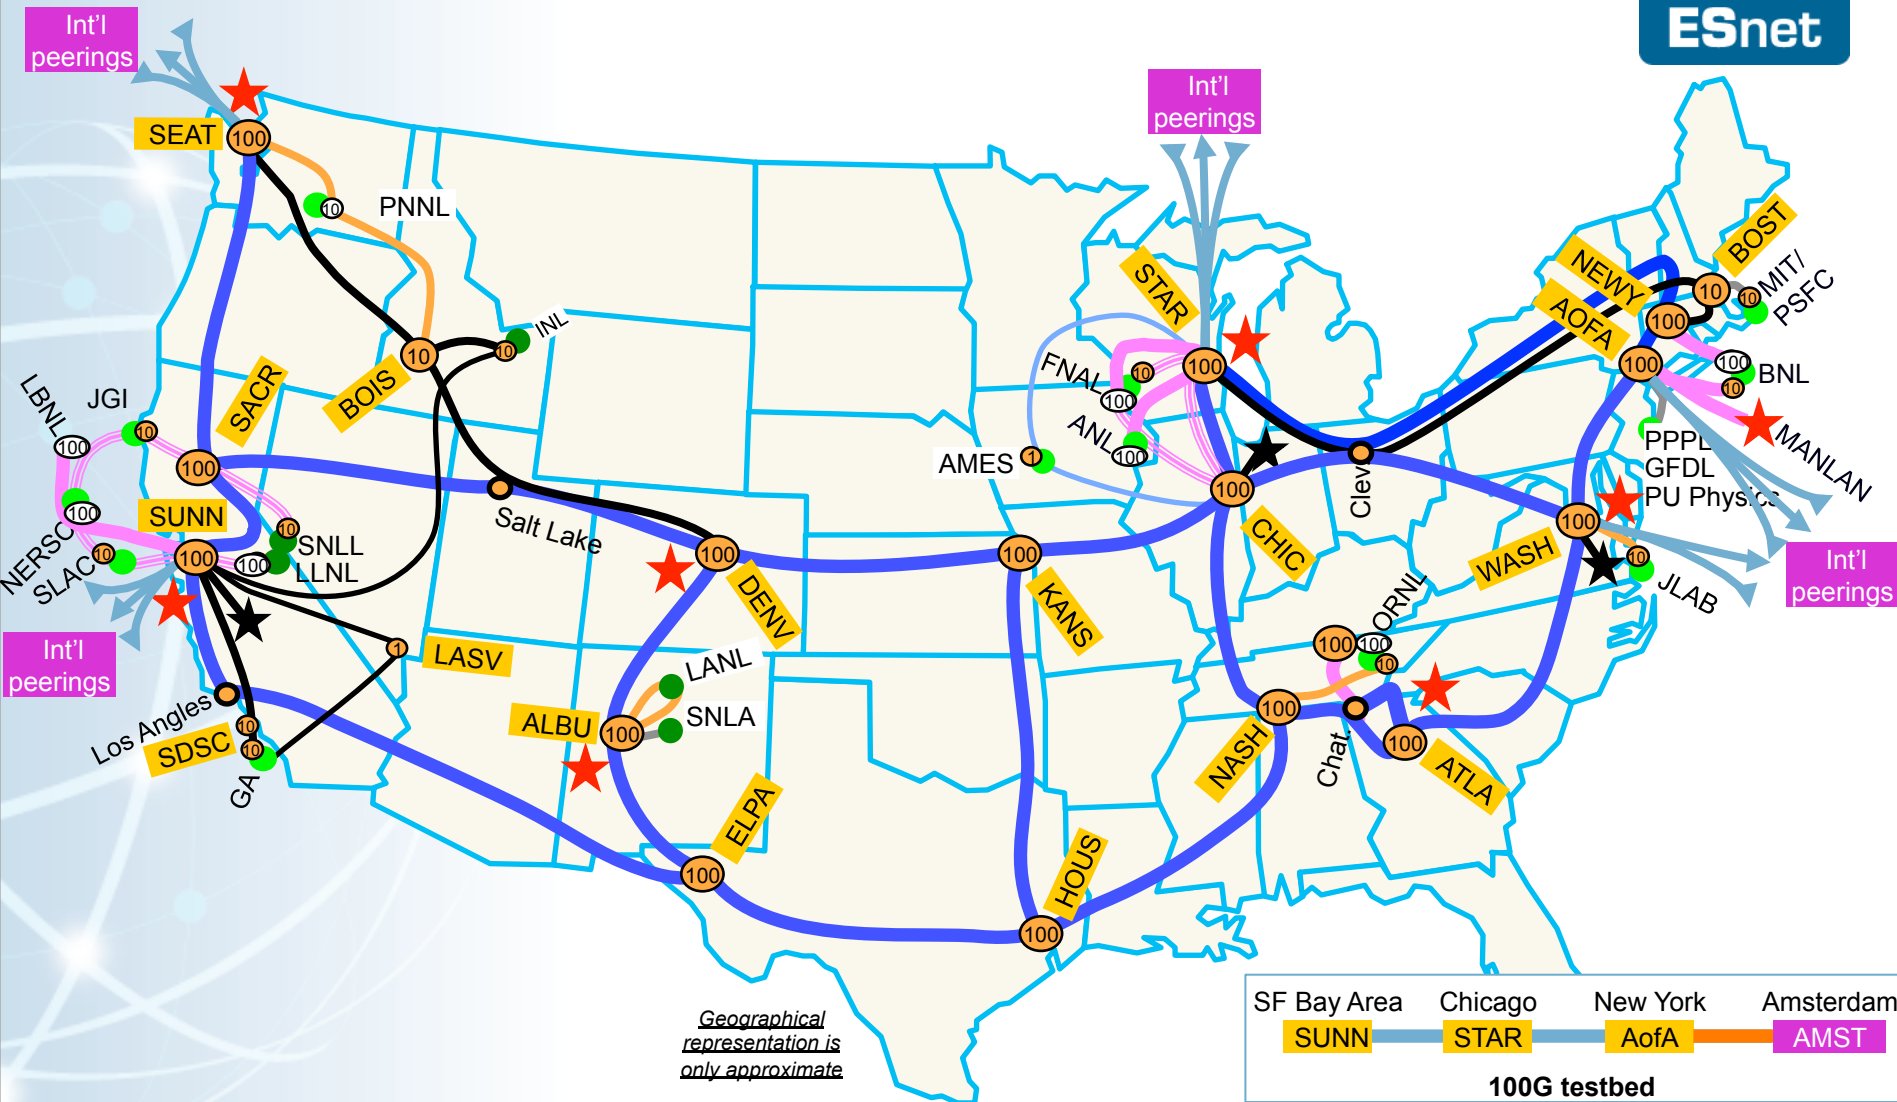 ESnet
Int'l
peerings
Int'l
peerings
SEAT
100
PNNL
10
BOST
NEWY
MIT/
PSFC
10
10
AOFA
100
STAR
INL
10
BOIS
10
100
100
100
BNL
10
FNAL
10
100
SACR
LBNL
JGI
10
100
MANLAN
ANL
100
AMES
1
PPPL
GFDL
PU Physics
Clev.
100
100
Salt Lake
100
CHIC
SUNN
100
NERSC
10
SNLL
LLNL
100
SLAC
10
100
100
DENV
100
KANS
100
WASH
10
JLAB
Int'l
peerings
Int'l
peerings
ORNL
100
100
10
1
LASV
LANL
SNLA
ALBU
100
Los Angles
SDSC
10
10
GA
100
NASH
Chat.
100
ATLA
ELPA
100
HOUS
100
Geographical
representation is
only approximate
SF Bay Area Chicago New York Amsterdam
SUNN STAR AofA AMST
100G testbed